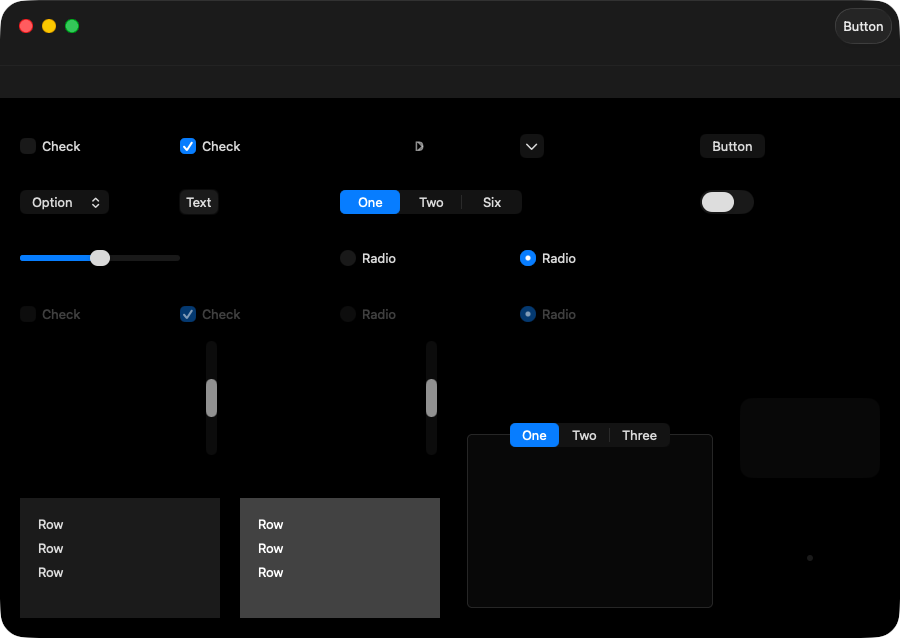 Button
Check
Check
Button
Option
Text
One
Two
Six
Radio
Radio
Check
Check
Radio
Radio
One
Two
Three
Row
Row
Row
Row
Row
Row